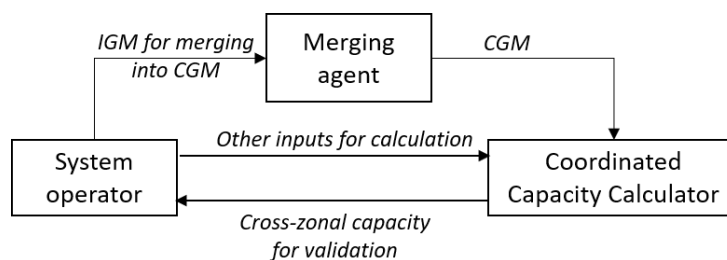 IGM for merging
into CGM
Merging
agent
CGM
System
operator
Other inputs for calculation
Coordinated
Capacity Calculator
Cross-zonal capacity
for validation